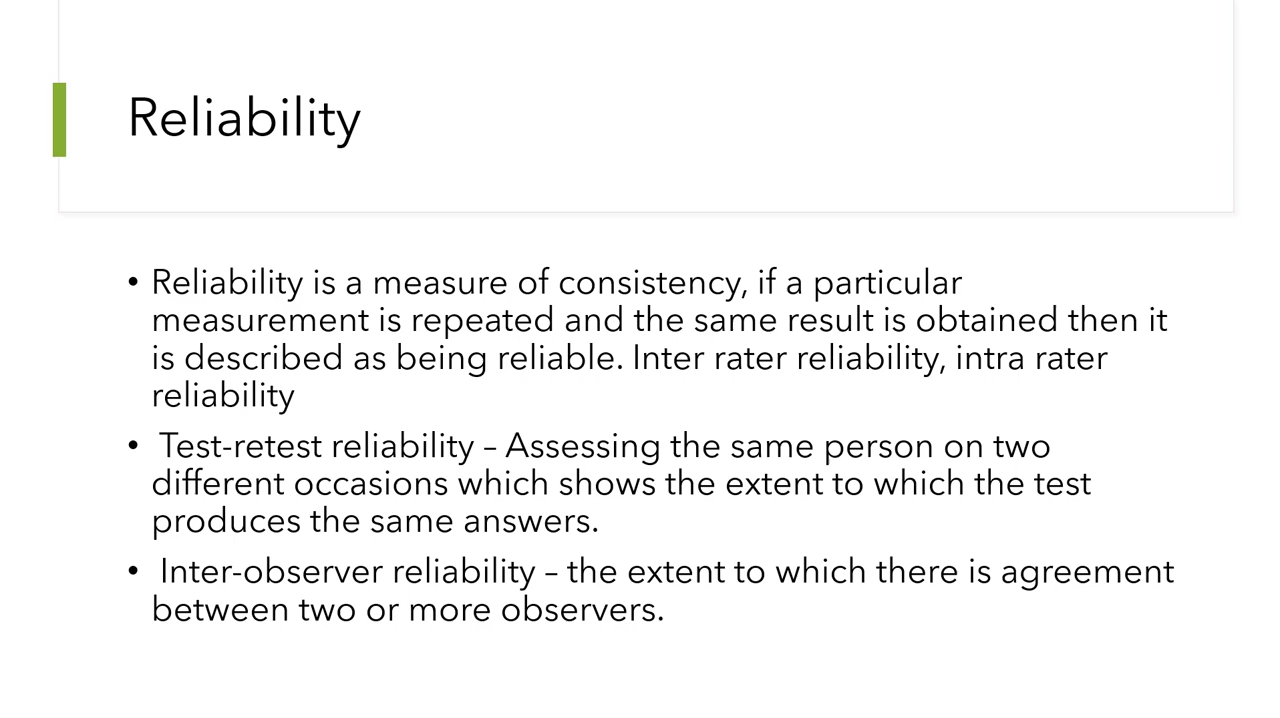 Reliability
• Reliability is a measure of consistency, if a particular
measurement is repeated and the same result is obtained then it
is described as being reliable. Inter rater reliability, intra rater
reliability
• Test-retest reliability – Assessing the same person on two
different occasions which shows the extent to which the test
produces the same answers.
• Inter-observer reliability – the extent to which there is agreement
between two or more observers.